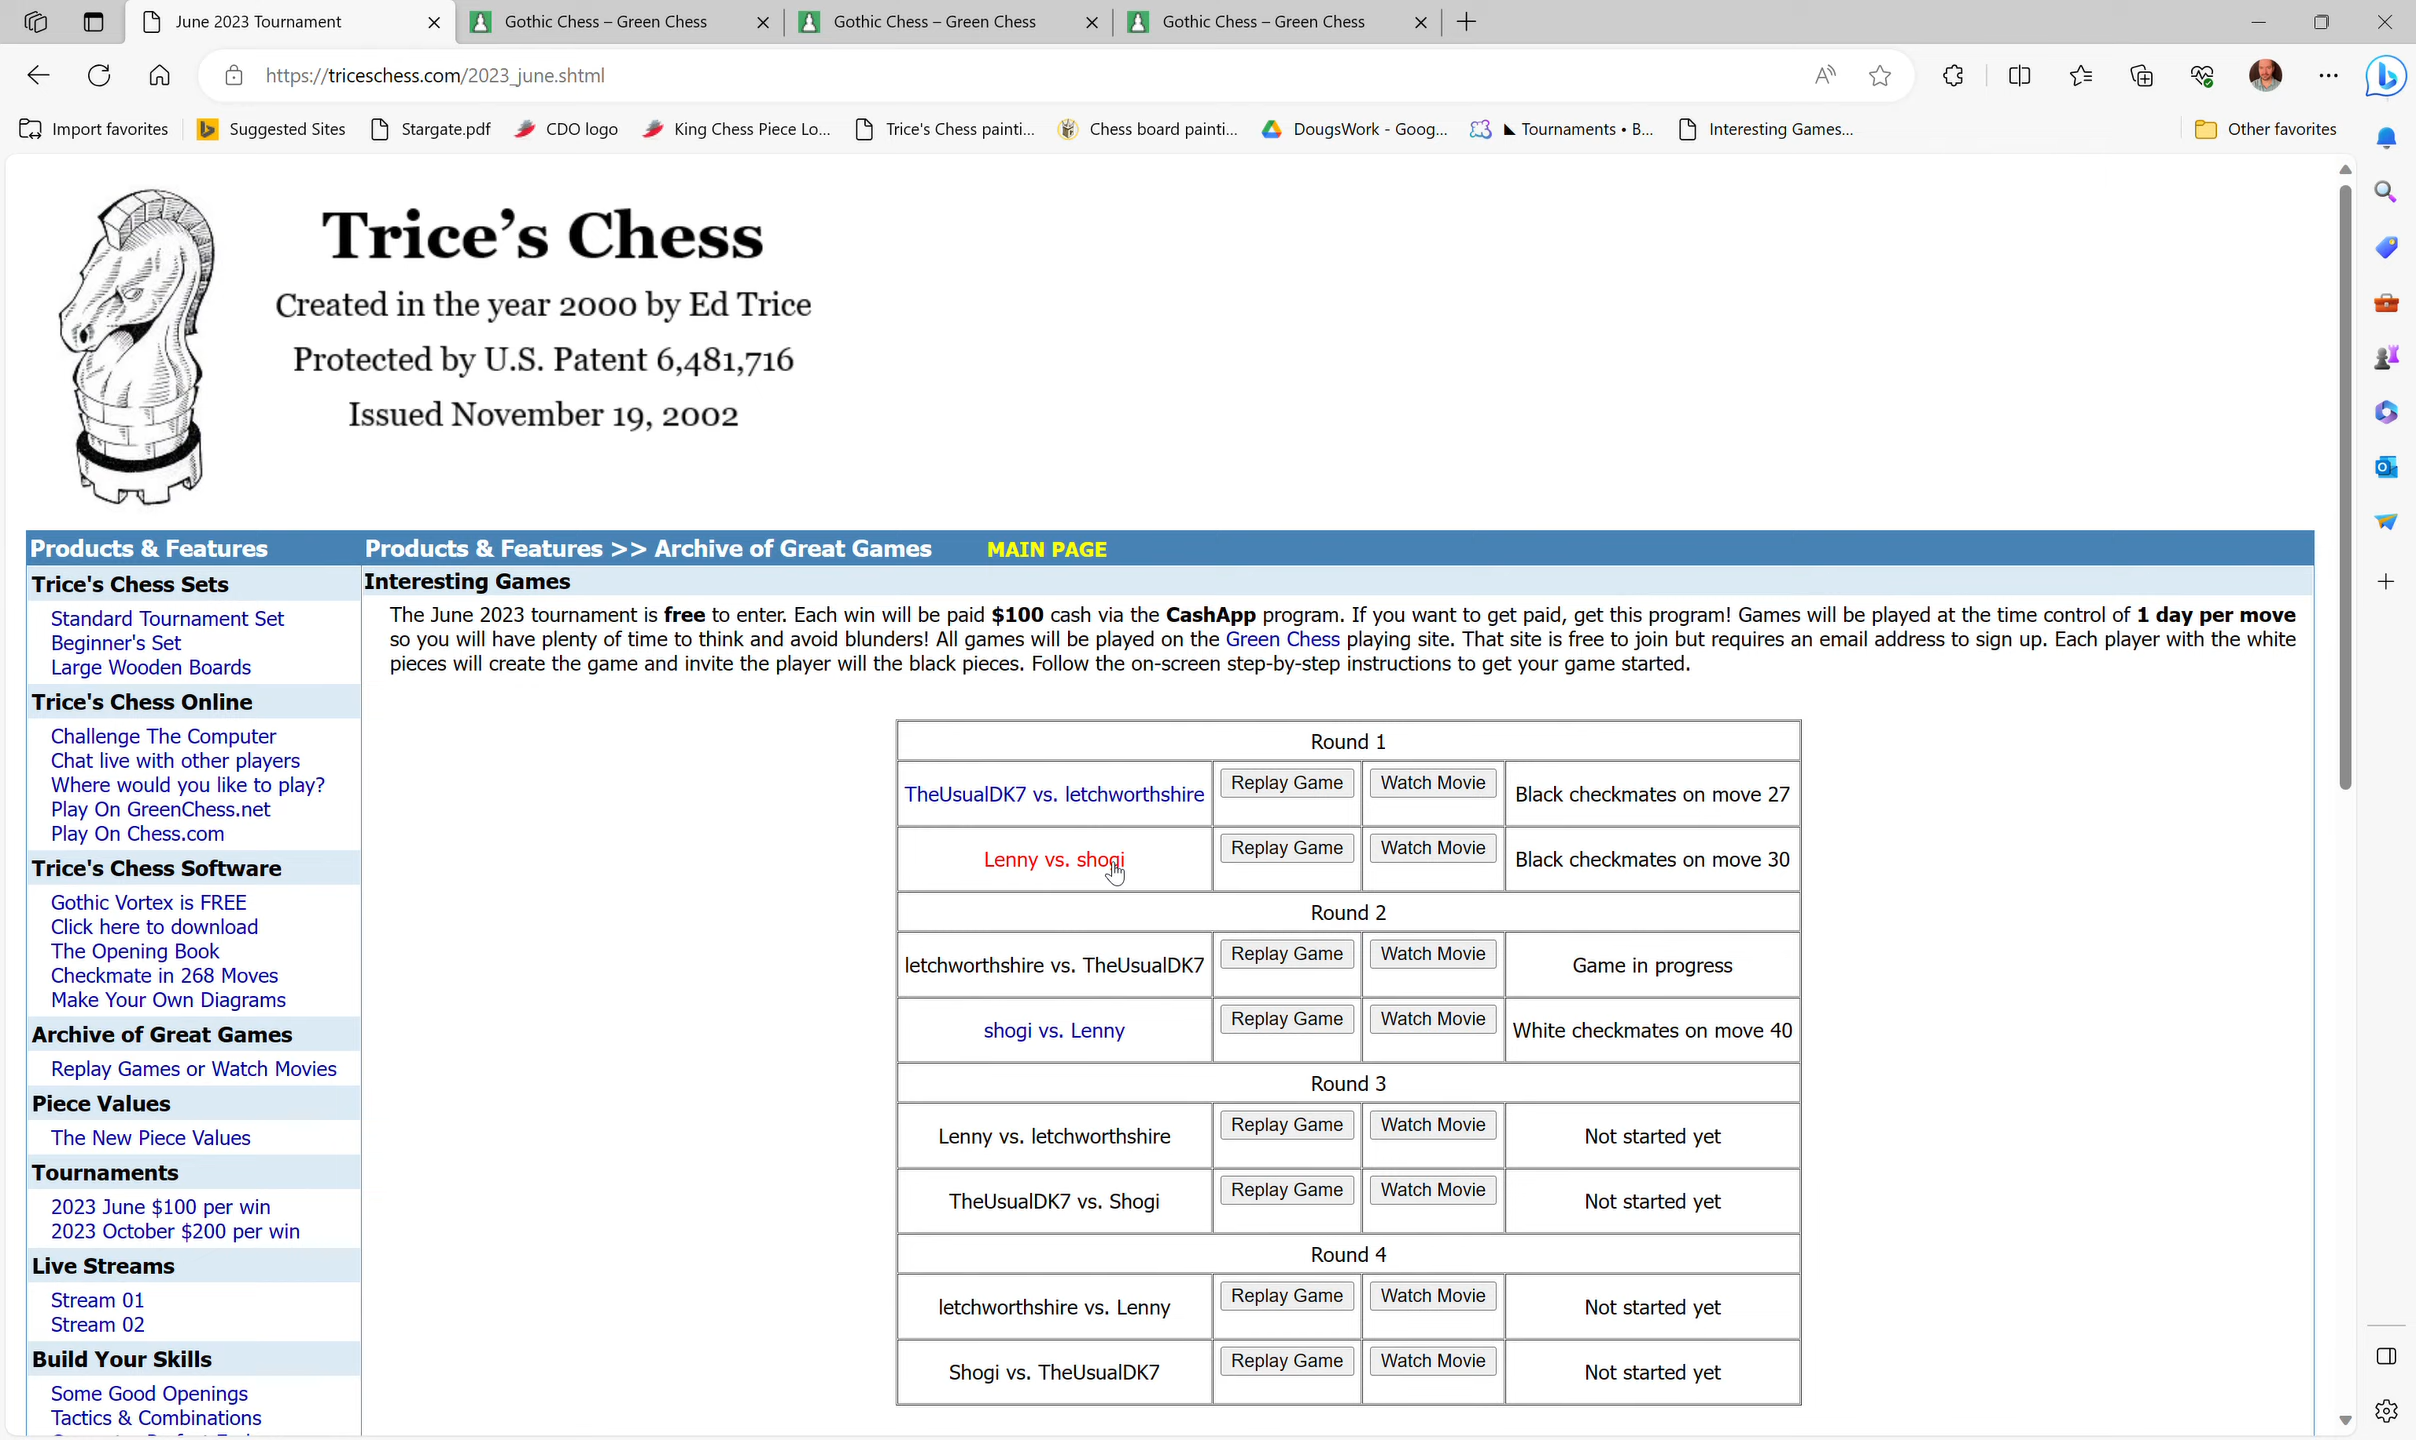 June 2023 Tournament
Gothic Chess – Green Chess
Gothic Chess – Green Chess
Gothic Chess – Green Chess
https://triceschess.com/2023_june.shtml
Import favorites
Suggested Sites
Stargate.pdf
CDO logo
King Chess Piece Lo...
Trice's Chess painti...
Chess board painti...
DougsWork - Goog...
◣ Tournaments • B...
Interesting Games...
Other favorites
Trice's Chess
Created in the year 2000 by Ed Trice
Protected by U.S. Patent 6,481,716
Issued November 19, 2002
Products & Features
Trice's Chess Sets
Standard Tournament Set
Beginner's Set
Large Wooden Boards
Trice's Chess Online
Challenge The Computer
Chat live with other players
Where would you like to play?
Play On GreenChess.net
Play On Chess.com
Trice's Chess Software
Gothic Vortex is FREE
Click here to download
The Opening Book
Checkmate in 268 Moves
Make Your Own Diagrams
Archive of Great Games
Replay Games or Watch Movies
Piece Values
The New Piece Values
Tournaments
2023 June $100 per win
2023 October $200 per win
Live Streams
Stream 01
Stream 02
Build Your Skills
Some Good Openings
Tactics & Combinations
Products & Features >> Archive of Great Games MAIN PAGE
Interesting Games
The June 2023 tournament is free to enter. Each win will be paid $100 cash via the CashApp program. If you want to get paid, get this program! Games will be played at the time control of 1 day per move
so you will have plenty of time to think and avoid blunders! All games will be played on the Green Chess playing site. That site is free to join but requires an email address to sign up. Each player with the white
pieces will create the game and invite the player will the black pieces. Follow the on-screen step-by-step instructions to get your game started.
Round 1
TheUsualDK7 vs. letchworthshire Replay Game Watch Movie Black checkmates on move 27
Lenny vs. shogi Replay Game Watch Movie Black checkmates on move 30
Round 2
letchworthshire vs. TheUsualDK7 Replay Game Watch Movie Game in progress
shogi vs. Lenny Replay Game Watch Movie White checkmates on move 40
Round 3
Lenny vs. letchworthshire Replay Game Watch Movie Not started yet
TheUsualDK7 vs. Shogi Replay Game Watch Movie Not started yet
Round 4
letchworthshire vs. Lenny Replay Game Watch Movie Not started yet
Shogi vs. TheUsualDK7 Replay Game Watch Movie Not started yet